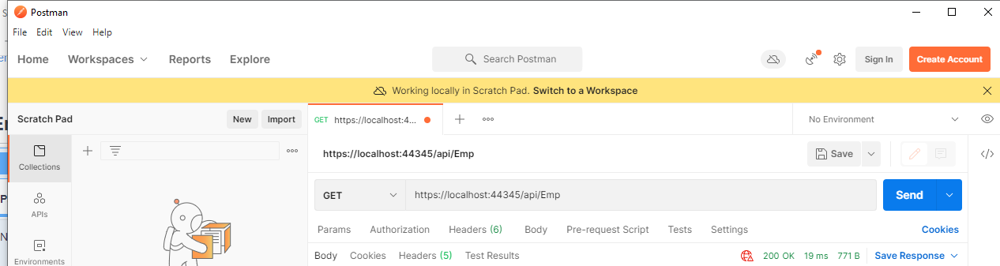 Postman
File Edit View Help
Home Workspaces Reports Explore Search Postman Sign In Create Account
Working locally in Scratch Pad. Switch to a Workspace
Scratch Pad New Import GET https://localhost:4... No Environment
https://localhost:44345/api/Emp Save
Collections
GET https://localhost:44345/api/Emp Send
APIs
Params Authorization Headers (6) Body Pre-request Script Tests Settings Cookies
Environments
Body Cookies Headers (5) Test Results 200 OK 19 ms 771 B Save Response